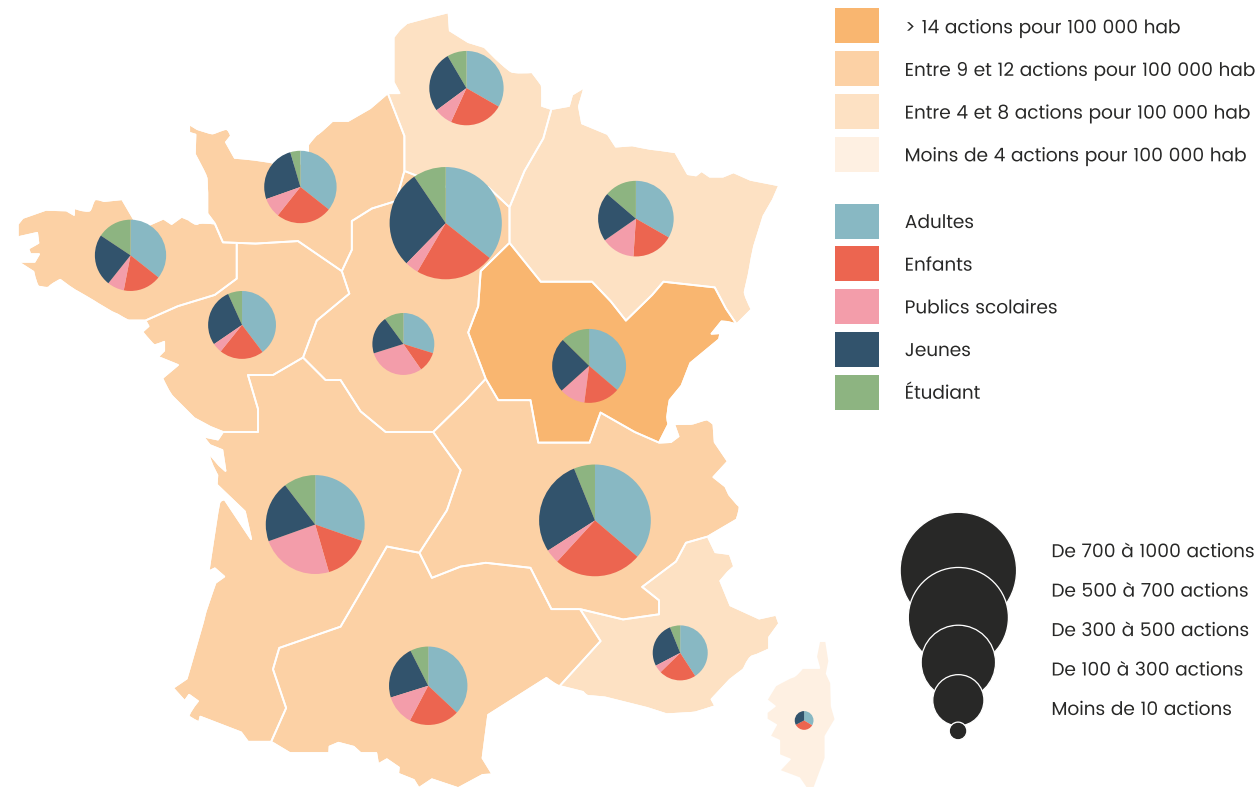 > 14 actions pour 100 000 hab
Entre 9 et 12 actions pour 100 000 hab
Entre 4 et 8 actions pour 100 000 hab
Moins de 4 actions pour 100 000 hab
Adultes
Enfants
Publics scolaires
Jeunes
Étudiant
De 700 à 1000 actions
De 500 à 700 actions
De 300 à 500 actions
De 100 à 300 actions
Moins de 10 actions